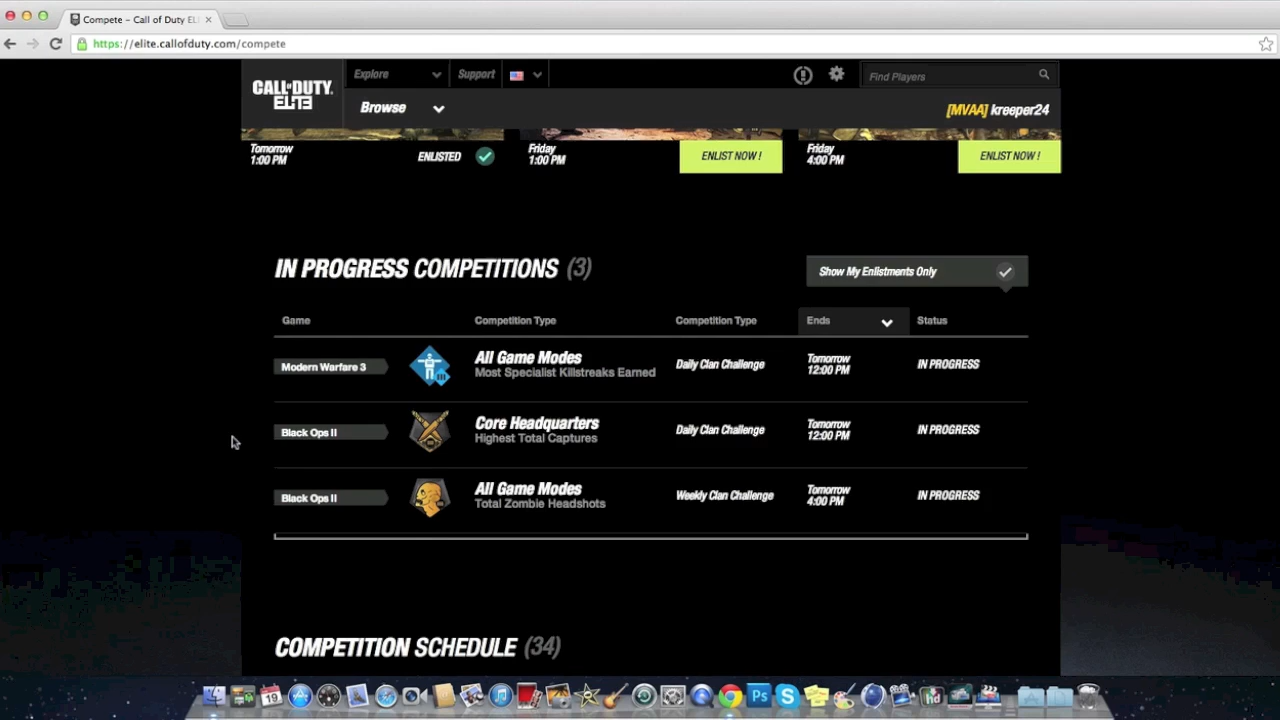 Compete - Call of Duty EL
https://elite.callofduty.com/compete
CALL OF DUTY
ELITE
Explore
Support
Find Players
Browse
[MVAA] kreeper24
Tomorrow
1:00 PM
ENLISTED
Friday
1:00 PM
ENLIST NOW !
Friday
4:00 PM
ENLIST NOW !
IN PROGRESS COMPETITIONS (3)
Show My Enlistments Only
Game
Competition Type
Competition Type
Ends
Status
Modern Warfare 3
All Game Modes
Most Specialist Killstreaks Earned
Daily Clan Challenge
Tomorrow
12:00 PM
IN PROGRESS
Black Ops II
Core Headquarters
Highest Total Captures
Daily Clan Challenge
Tomorrow
12:00 PM
IN PROGRESS
Black Ops II
All Game Modes
Total Zombie Headshots
Weekly Clan Challenge
Tomorrow
4:00 PM
IN PROGRESS
COMPETITION SCHEDULE (34)
19
Ps
hd